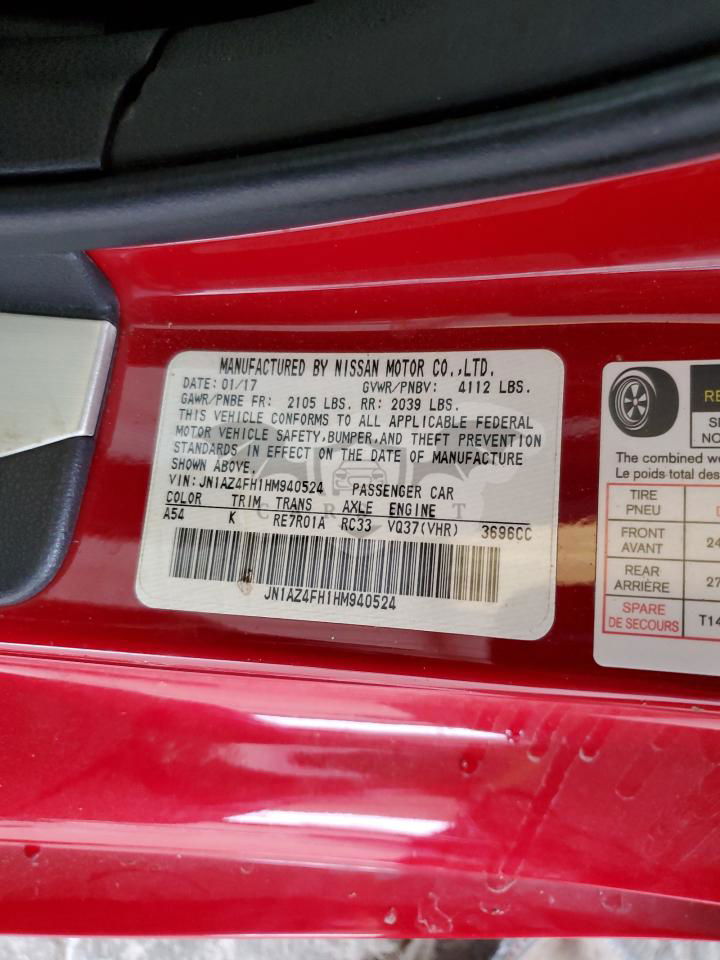 MANUFACTURED BY NISSAN MOTOR CO.,LTD.
DATE: 01/17 GVWR/PNBV: 4112 LBS.
GAWR/PNBE FR: 2105 LBS. RR: 2039 LBS.
THIS VEHICLE CONFORMS TO ALL APPLICABLE FEDERAL
MOTOR VEHICLE SAFETY,BUMPER,AND THEFT PREVENTION
STANDARDS IN EFFECT ON THE DATE OF MANUFACTURE
SHOWN ABOVE.
VIN: JN1AZ4FH1HM940524 PASSENGER CAR
COLOR TRIM TRANS AXLE ENGINE
A54 K RE7R01A RC33 VQ37(VHR) 3696CC
JN1AZ4FH1HM940524
The combined
Le poids total des
TIRE
PNEU
FRONT
AVANT
REAR
ARRIÈRE
SPARE
DE SECOURS